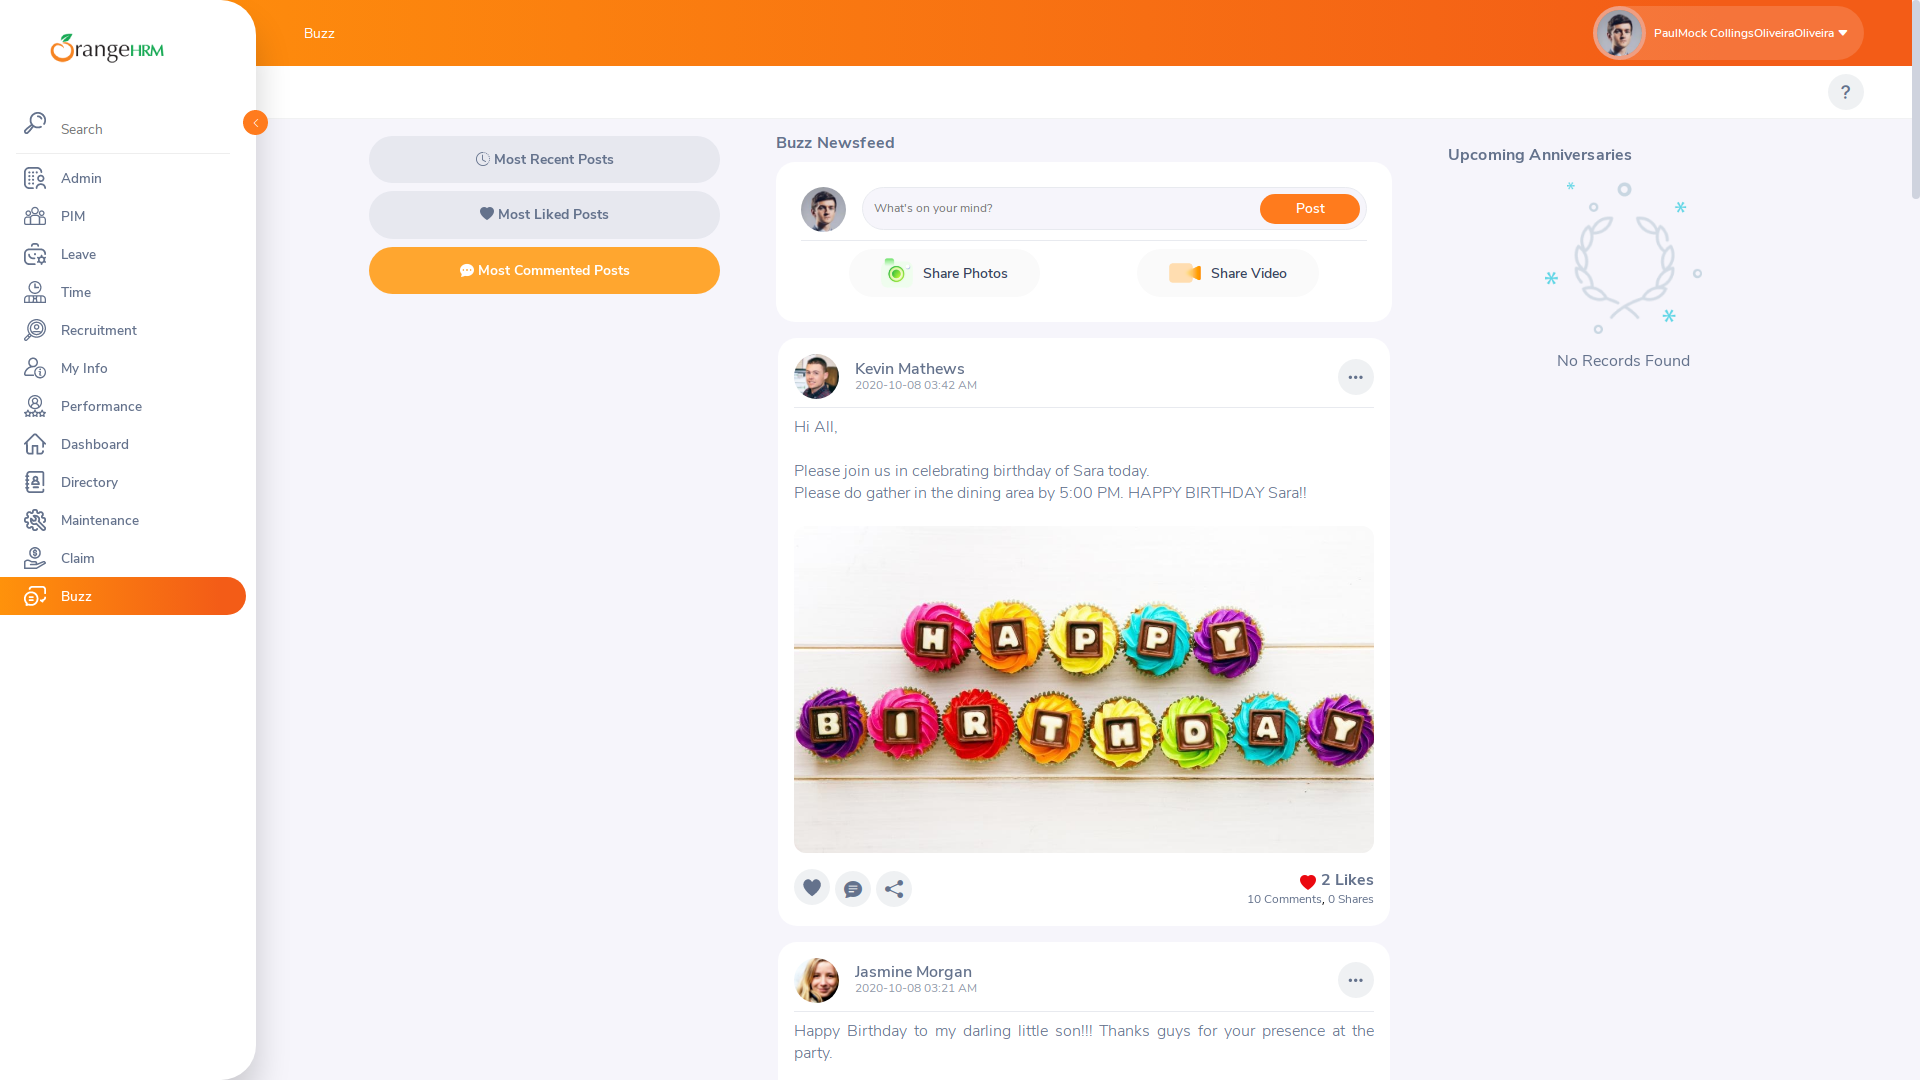 OrangeHRM
Search
Admin
PIM
Leave
Time
Recruitment
My Info
Performance
Dashboard
Directory
Maintenance
Claim
Buzz
Buzz
PaulMock CollingsOliveiraOliveira
?
Most Recent Posts
Most Liked Posts
Most Commented Posts
Buzz Newsfeed
What's on your mind?
Post
Share Photos
Share Video
Kevin Mathews
2020-10-08 03:42 AM
Hi All,
Please join us in celebrating birthday of Sara today.
Please do gather in the dining area by 5:00 PM. HAPPY BIRTHDAY Sara!!
HAPPY
BIRTHDAY
2 Likes
10 Comments, 0 Shares
Jasmine Morgan
2020-10-08 03:21 AM
Happy Birthday to my darling little son!!! Thanks guys for your presence at the
party.
Upcoming Anniversaries
No Records Found